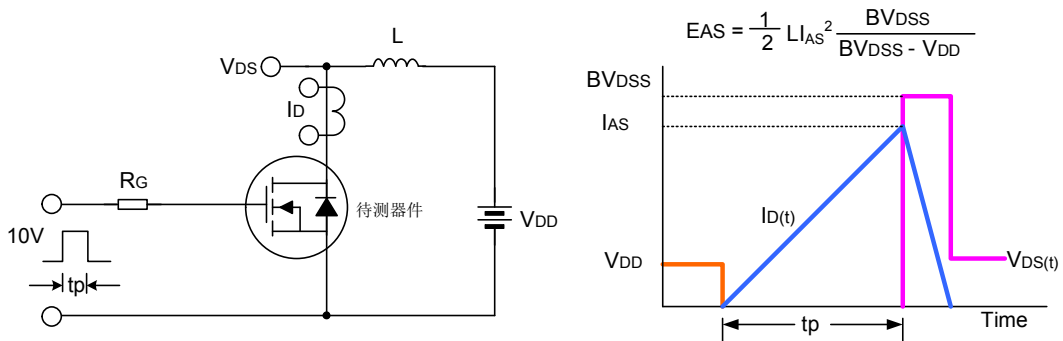 L
VDS
ID
RG
10V
tp
待测器件
VDD
EAS = 1/2 LIAS² BVDSS / BVDSS - VDD
BVDSS
IAS
ID(t)
VDD
VDS(t)
tp
Time